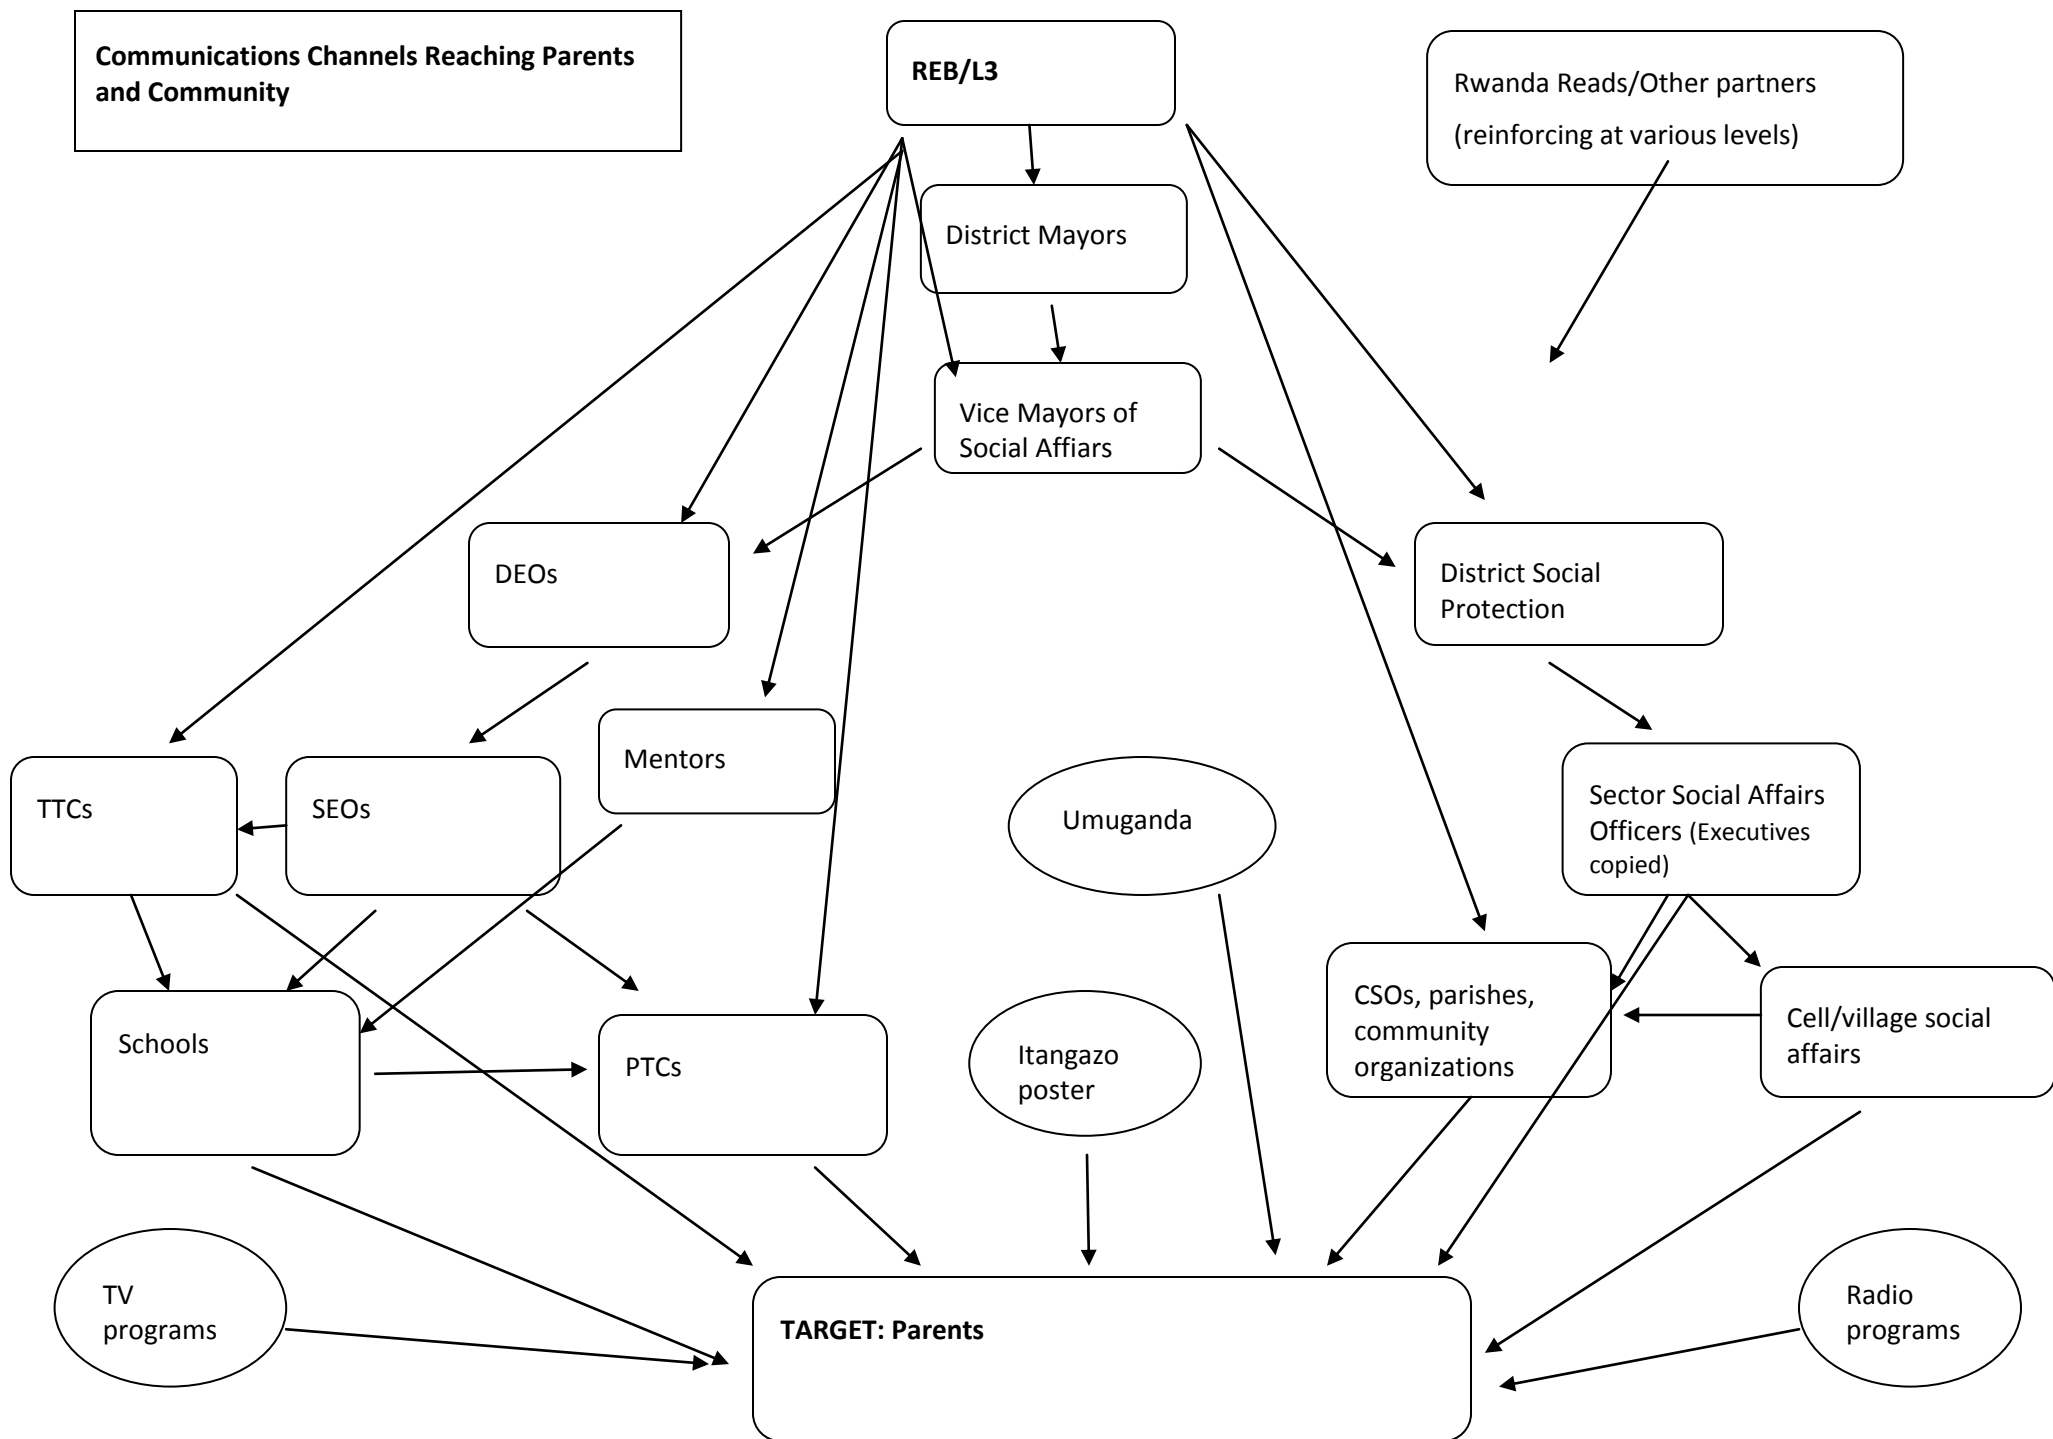 Communications Channels Reaching Parents
and Community
REB/L3
Rwanda Reads/Other partners
(reinforcing at various levels)
District Mayors
Vice Mayors of
Social Affiars
DEOs
District Social
Protection
Mentors
TTCs
SEOs
Umuganda
Sector Social Affairs
Officers (Executives
copied)
Schools
PTCs
Itangazo
poster
CSOs, parishes,
community
organizations
Cell/village social
affairs
TV
programs
TARGET: Parents
Radio
programs